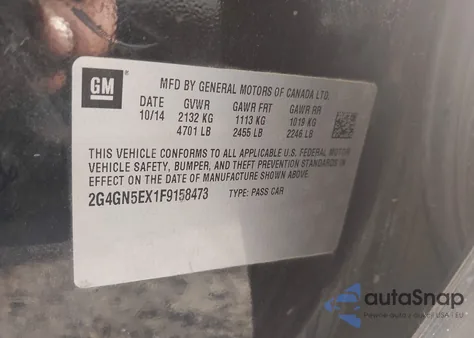 GM
MFD BY GENERAL MOTORS OF CANADA LTD.
DATE GVWR GAWR FRT GAWR RR
10/14 2132 KG 1113 KG 1019 KG
4701 LB 2455 LB 2246 LB
THIS VEHICLE CONFORMS TO ALL APPLICABLE U.S. FEDERAL MOTOR
VEHICLE SAFETY, BUMPER, AND THEFT PREVENTION STANDARDS IN
EFFECT ON THE DATE OF MANUFACTURE SHOWN ABOVE.
2G4GN5EX1F9158473 TYPE: PASS CAR
autaSnap